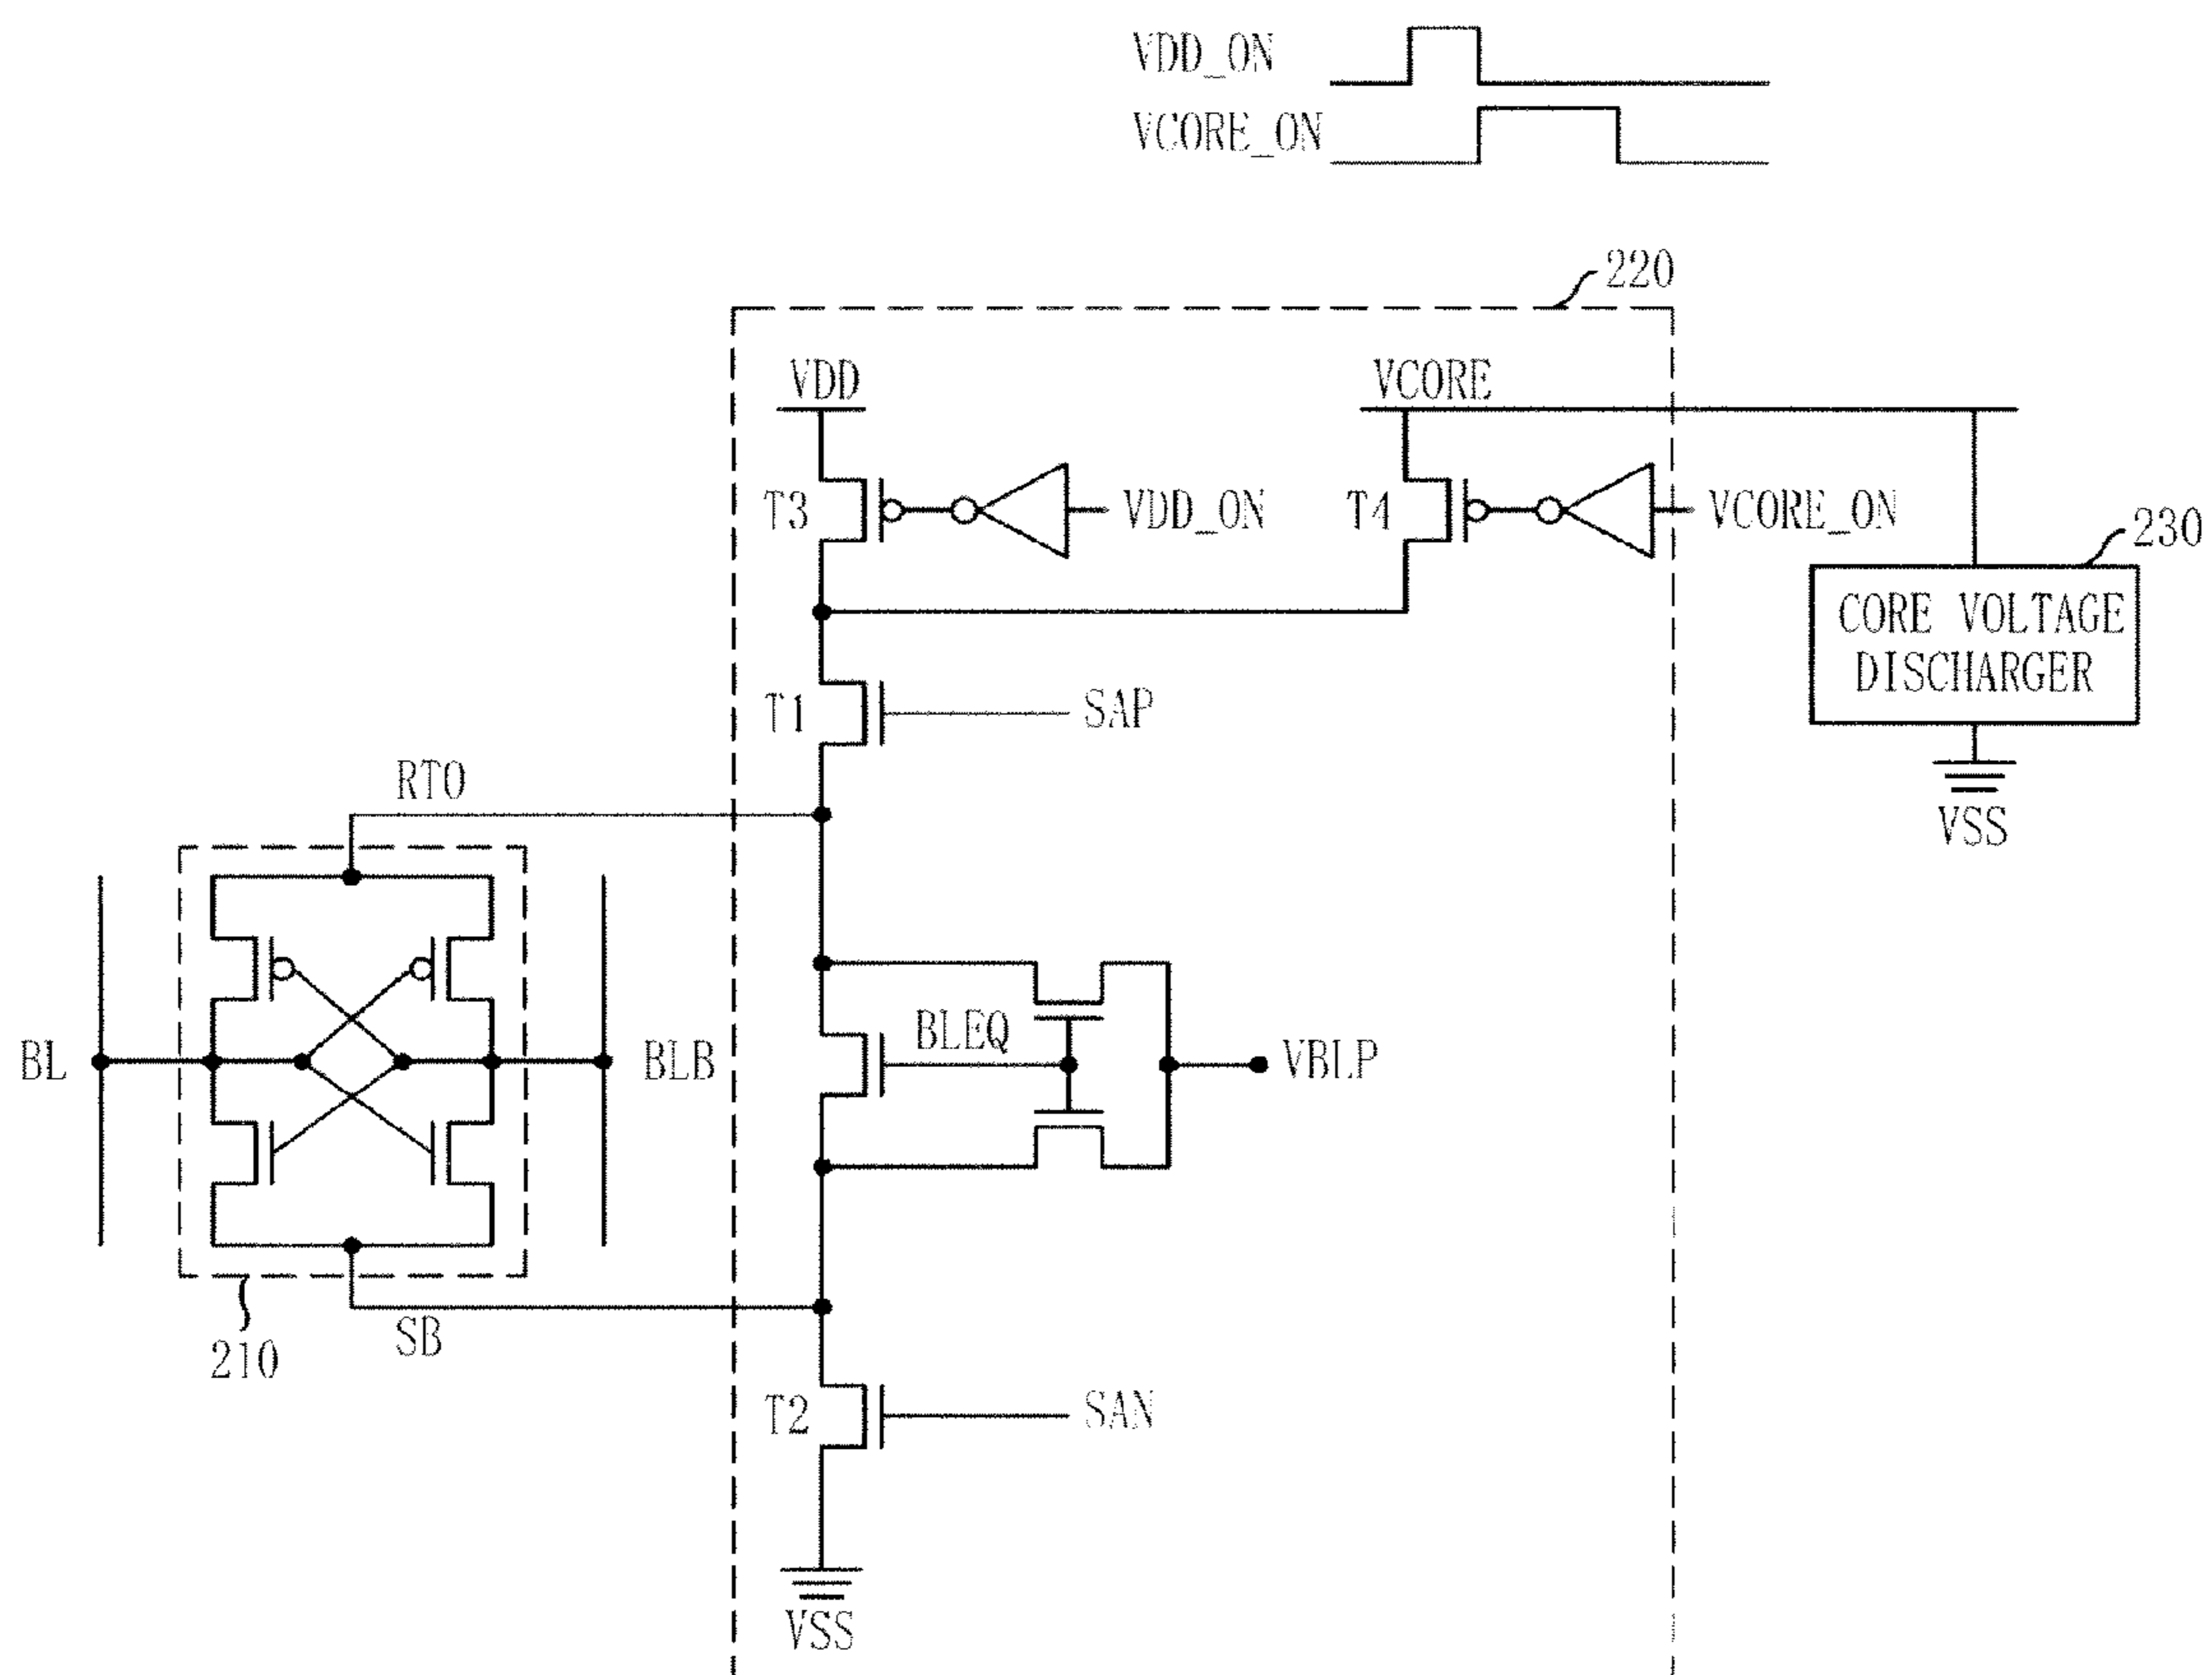 VDD_ON
VCORE_ON
220
VDD
VCORE
T3
VDD_ON
T4
VCORE_ON
230
CORE VOLTAGE
DISCHARGER
T1
SAP
RTO
VSS
BL
BLB
BLEQ
VBLP
210
SB
T2
SAN
VSS